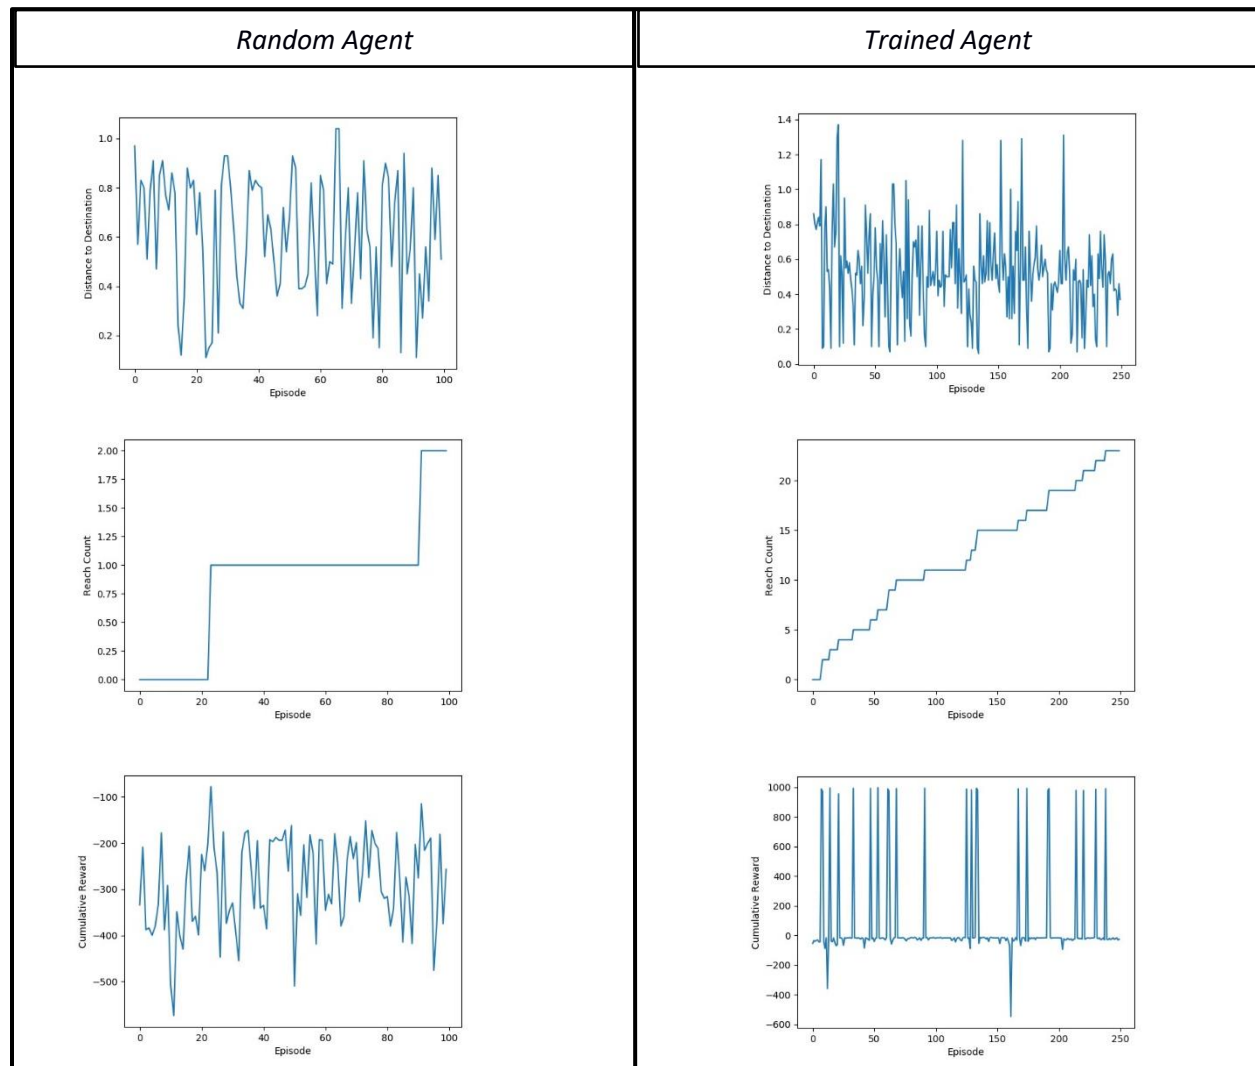 Random Agent
Trained Agent
1.0
0.8
0.6
0.4
0.2
Distance to Destination
0 20 40 60 80 100
Episode
1.4
1.2
1.0
0.8
0.6
0.4
0.2
0.0
Distance to Destination
0 50 100 150 200 250
Episode
2.00
1.75
1.50
1.25
1.00
0.75
0.50
0.25
0.00
Reach Count
0 20 40 60 80 100
Episode
20
15
10
5
0
Reach Count
0 50 100 150 200 250
Episode
−100
−200
−300
−400
−500
Cumulative Reward
0 20 40 60 80 100
Episode
1000
800
600
400
200
0
−200
−400
−600
Cumulative Reward
0 50 100 150 200 250
Episode